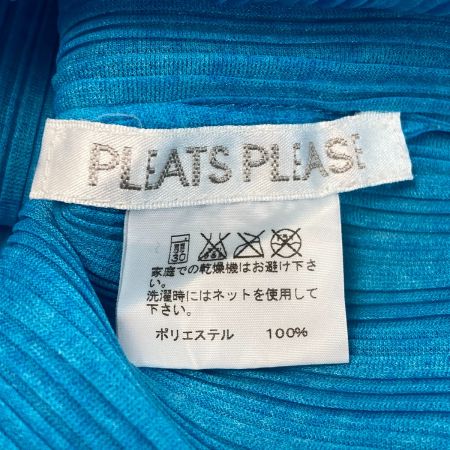 PLEATS PLEASE
30
家庭での乾燥機はお避け下さ
い。
洗濯時にはネットを使用して
下さい。
ポリエステル 100%